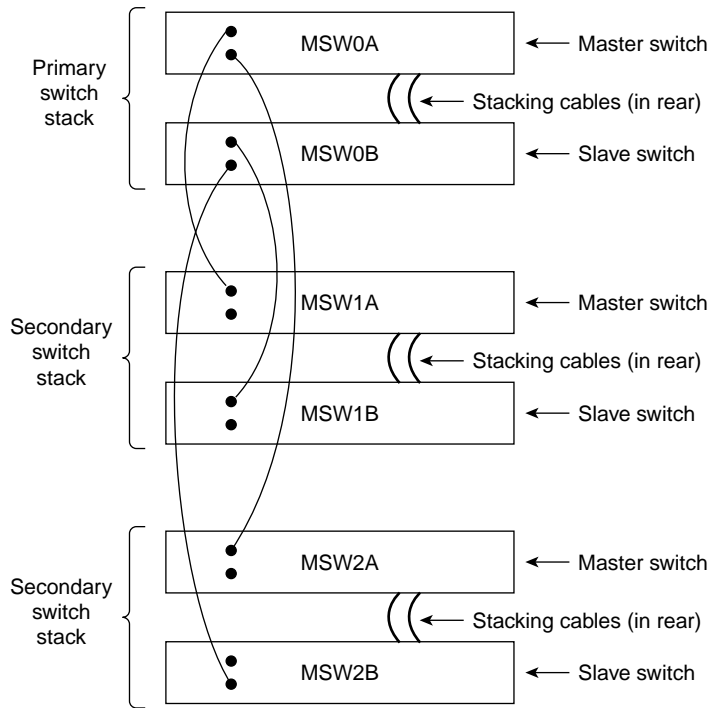 MSW0A
Master switch
Primary
switch
stack
Stacking cables (in rear)
MSW0B
Slave switch
MSW1A
Master switch
Secondary
switch
stack
Stacking cables (in rear)
MSW1B
Slave switch
MSW2A
Master switch
Secondary
switch
stack
Stacking cables (in rear)
MSW2B
Slave switch